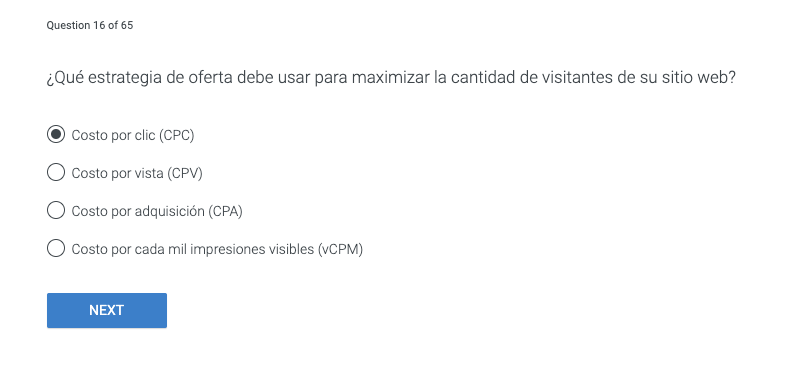 Question 16 of 65
¿Qué estrategia de oferta debe usar para maximizar la cantidad de visitantes de su sitio web?
Costo por clic (CPC)
Costo por vista (CPV)
Costo por adquisición (CPA)
Costo por cada mil impresiones visibles (vCPM)
NEXT